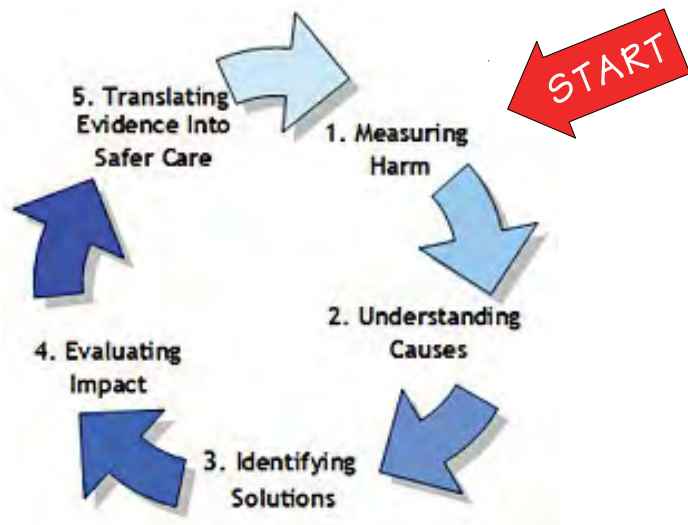 START
1. Measuring
Harm
2. Understanding
Causes
3. Identifying
Solutions
4. Evaluating
Impact
5. Translating
Evidence Into
Safer Care